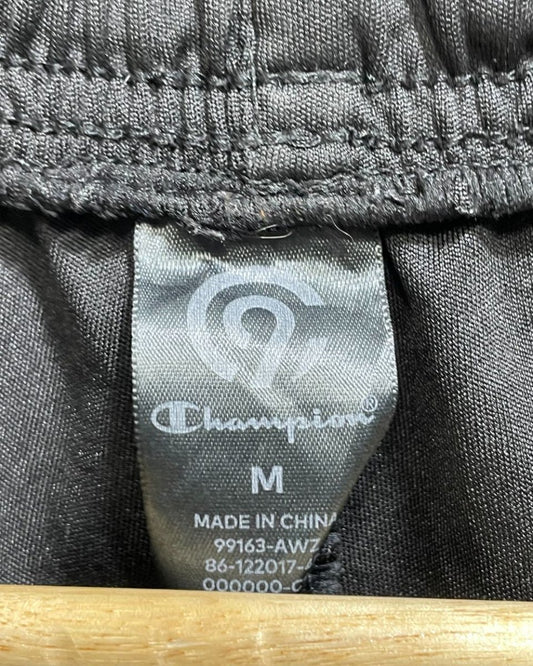 Champion®
M
MADE IN CHINA
99163-AWZ
86-122017-
000000-